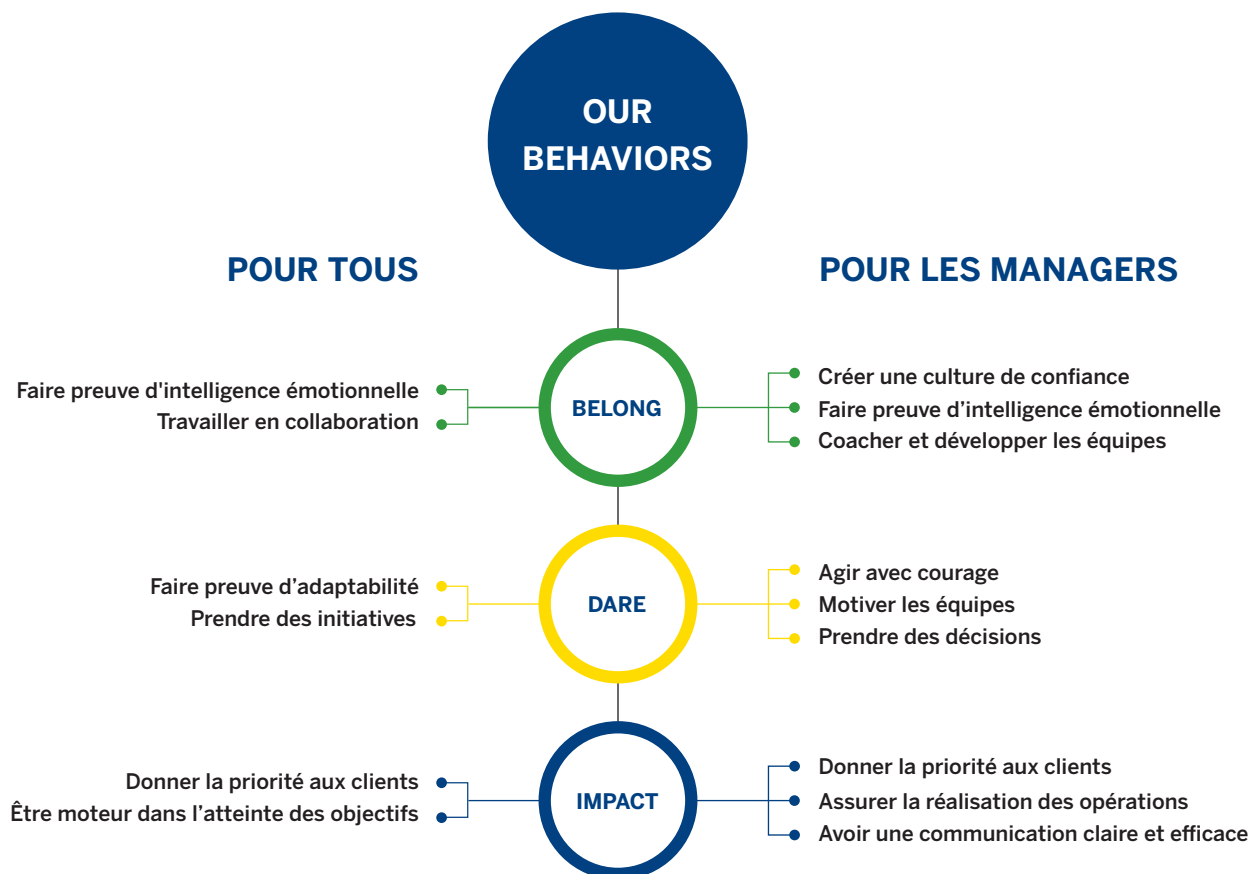 OUR
BEHAVIORS
POUR TOUS
POUR LES MANAGERS
Faire preuve d'intelligence émotionnelle
Travailler en collaboration
BELONG
Créer une culture de confiance
Faire preuve d’intelligence émotionnelle
Coacher et développer les équipes
Faire preuve d’adaptabilité
Prendre des initiatives
DARE
Agir avec courage
Motiver les équipes
Prendre des décisions
Donner la priorité aux clients
Être moteur dans l’atteinte des objectifs
IMPACT
Donner la priorité aux clients
Assurer la réalisation des opérations
Avoir une communication claire et efficace